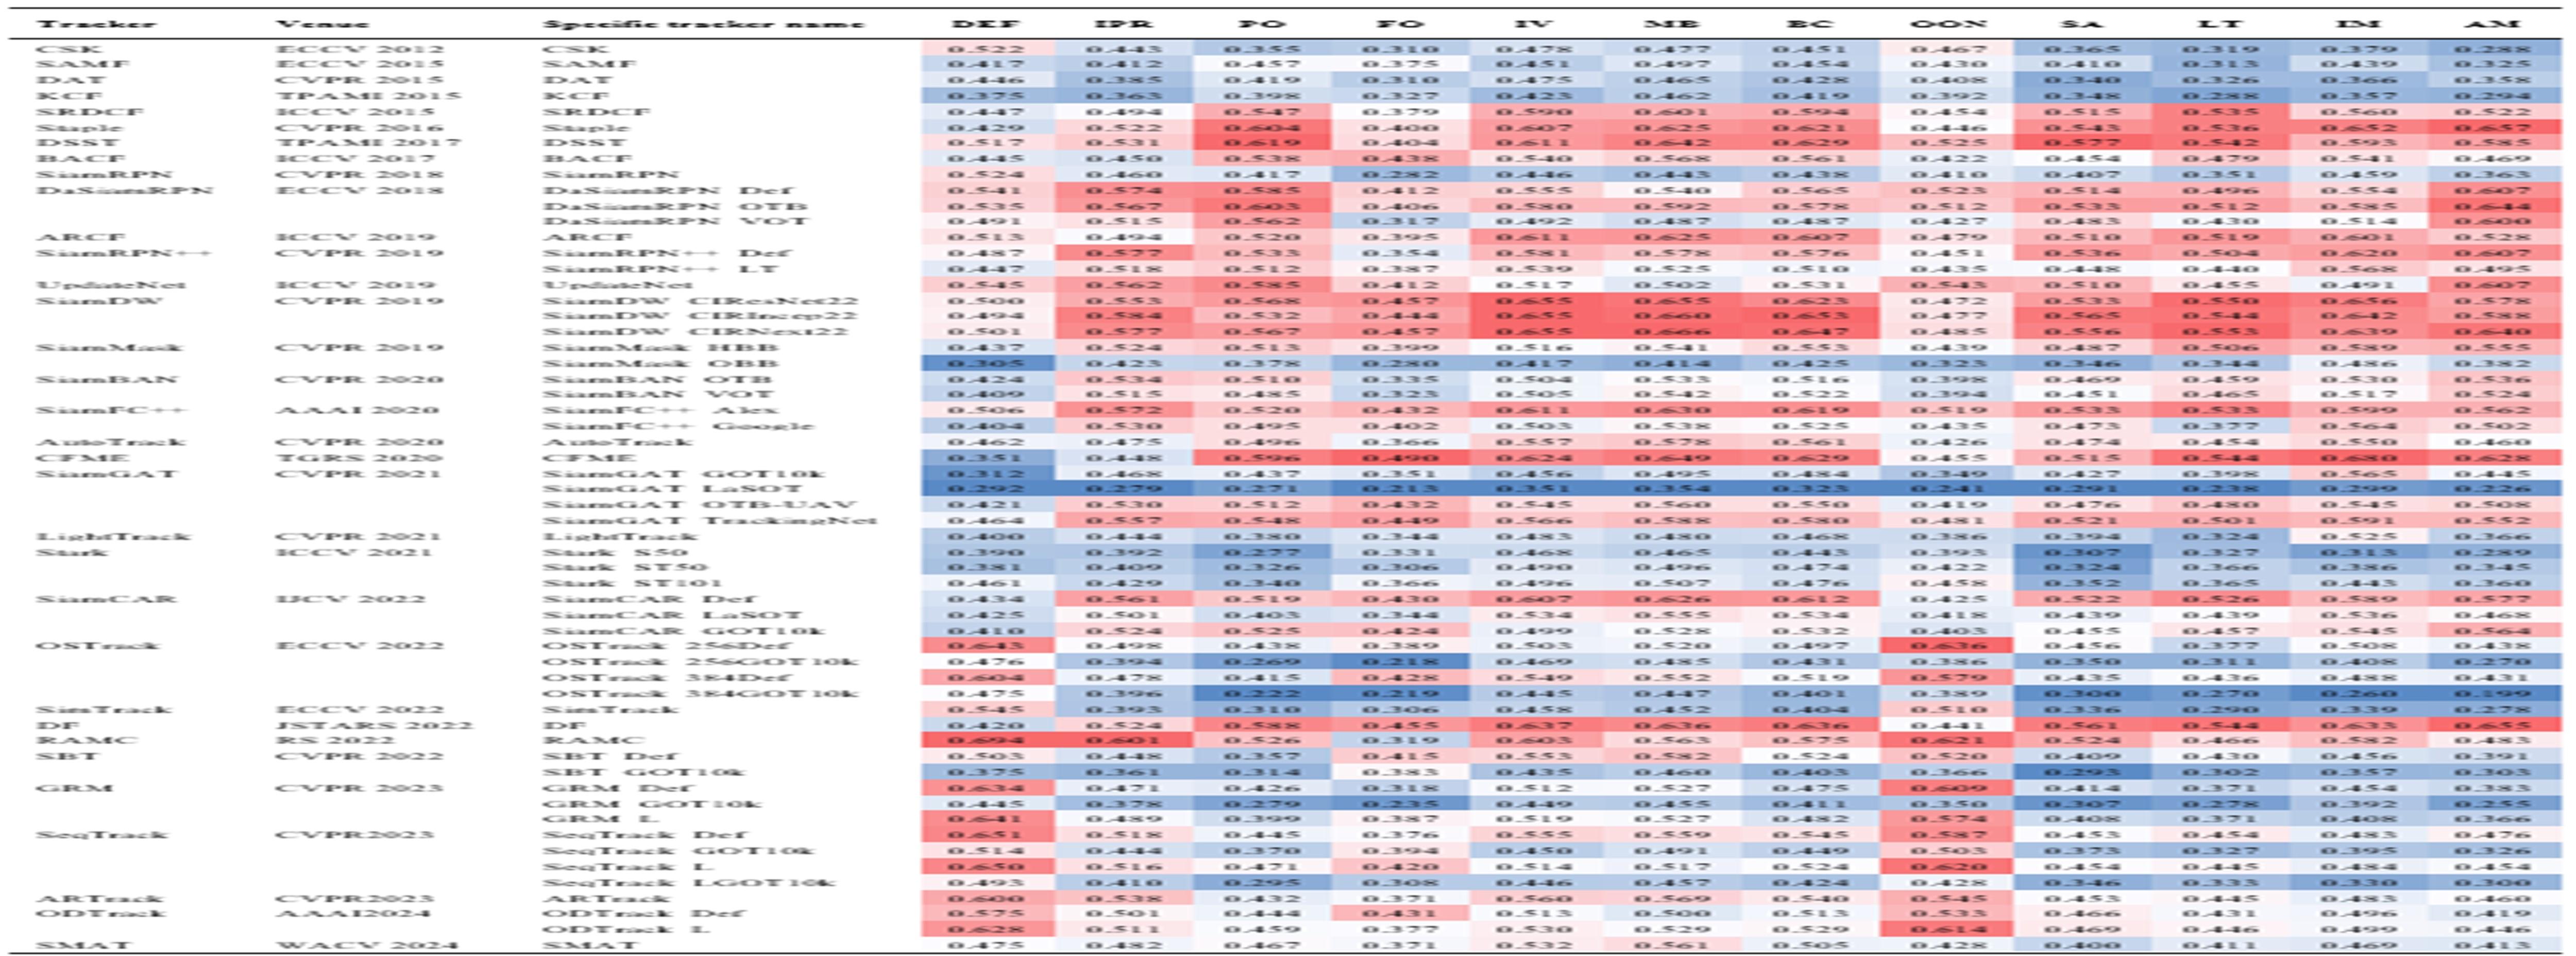 Tracker Venue Specific tracker name DEF IPR PO FO IV MB BC OON SA LT IM AM
CSK ECCV 2012 CSK 0.522 0.443 0.355 0.310 0.478 0.477 0.451 0.467 0.365 0.319 0.379 0.288
SAMF ECCV 2015 SAMF 0.417 0.412 0.457 0.375 0.451 0.497 0.454 0.430 0.410 0.313 0.439 0.325
DAT CVPR 2015 DAT 0.446 0.385 0.419 0.310 0.475 0.465 0.428 0.408 0.340 0.326 0.366 0.358
KCF TPAMI 2015 KCF 0.375 0.363 0.398 0.327 0.423 0.462 0.419 0.392 0.348 0.288 0.357 0.294
SRDCF ICCV 2015 SRDCF 0.447 0.494 0.547 0.379 0.590 0.601 0.594 0.454 0.515 0.535 0.560 0.522
Staple CVPR 2016 Staple 0.429 0.522 0.604 0.400 0.607 0.625 0.621 0.446 0.543 0.536 0.652 0.657
DSST TPAMI 2017 DSST 0.517 0.531 0.619 0.404 0.611 0.642 0.629 0.525 0.577 0.542 0.593 0.585
BACF ICCV 2017 BACF 0.445 0.450 0.538 0.438 0.540 0.568 0.561 0.422 0.454 0.479 0.541 0.469
SiamRPN CVPR 2018 SiamRPN 0.524 0.460 0.417 0.282 0.446 0.443 0.438 0.410 0.407 0.351 0.459 0.363
DaSiamRPN ECCV 2018 DaSiamRPN Def 0.541 0.574 0.585 0.412 0.555 0.540 0.565 0.523 0.514 0.496 0.554 0.607
DaSiamRPN OTB 0.535 0.567 0.603 0.406 0.580 0.592 0.578 0.512 0.533 0.512 0.585 0.644
DaSiamRPN VOT 0.491 0.515 0.562 0.317 0.492 0.487 0.487 0.427 0.483 0.430 0.514 0.600
ARCF ICCV 2019 ARCF 0.513 0.494 0.520 0.395 0.611 0.625 0.607 0.479 0.510 0.519 0.601 0.528
SiamRPN++ CVPR 2019 SiamRPN++ Def 0.487 0.577 0.533 0.354 0.581 0.578 0.576 0.451 0.536 0.504 0.620 0.607
SiamRPN++ LT 0.447 0.518 0.512 0.387 0.539 0.525 0.510 0.435 0.448 0.440 0.568 0.495
UpdateNet ICCV 2019 UpdateNet 0.545 0.562 0.585 0.412 0.517 0.502 0.531 0.543 0.510 0.455 0.491 0.607
SiamDW CVPR 2019 SiamDW CIResNet22 0.500 0.553 0.568 0.457 0.655 0.655 0.623 0.472 0.533 0.550 0.656 0.578
SiamDW CIRIncep22 0.494 0.584 0.532 0.444 0.655 0.660 0.653 0.477 0.565 0.544 0.642 0.588
SiamDW CIRNext22 0.501 0.577 0.567 0.457 0.655 0.666 0.647 0.485 0.556 0.553 0.639 0.640
SiamMask CVPR 2019 SiamMask HBB 0.437 0.524 0.513 0.399 0.516 0.541 0.553 0.439 0.487 0.506 0.589 0.555
SiamMask OBB 0.305 0.423 0.378 0.280 0.417 0.414 0.425 0.323 0.346 0.344 0.486 0.382
SiamBAN CVPR 2020 SiamBAN OTB 0.424 0.534 0.510 0.335 0.504 0.533 0.516 0.398 0.469 0.459 0.530 0.536
SiamBAN VOT 0.409 0.515 0.485 0.323 0.505 0.542 0.522 0.394 0.451 0.465 0.517 0.524
SiamFC++ AAAI 2020 SiamFC++ Alex 0.506 0.572 0.520 0.432 0.611 0.630 0.619 0.519 0.533 0.533 0.599 0.562
SiamFC++ Google 0.404 0.530 0.495 0.402 0.503 0.538 0.525 0.435 0.473 0.377 0.564 0.502
AutoTrack CVPR 2020 AutoTrack 0.462 0.475 0.496 0.366 0.557 0.578 0.561 0.426 0.474 0.454 0.550 0.460
CFME TGRS 2020 CFME 0.351 0.448 0.596 0.490 0.624 0.649 0.629 0.455 0.515 0.544 0.680 0.628
SiamGAT CVPR 2021 SiamGAT GOT10k 0.312 0.468 0.437 0.351 0.456 0.495 0.484 0.349 0.427 0.398 0.565 0.445
SiamGAT LaSOT 0.292 0.279 0.271 0.213 0.351 0.354 0.323 0.241 0.291 0.238 0.299 0.226
SiamGAT OTB-UAV 0.421 0.530 0.512 0.432 0.545 0.560 0.550 0.419 0.476 0.480 0.545 0.508
SiamGAT TrackingNet 0.464 0.557 0.548 0.449 0.566 0.588 0.580 0.481 0.521 0.501 0.591 0.552
LightTrack CVPR 2021 LightTrack 0.400 0.444 0.380 0.344 0.483 0.480 0.468 0.386 0.394 0.324 0.525 0.366
Stark ICCV 2021 Stark S50 0.390 0.392 0.277 0.331 0.468 0.465 0.443 0.393 0.307 0.327 0.313 0.289
Stark ST50 0.381 0.409 0.326 0.306 0.490 0.496 0.474 0.422 0.324 0.366 0.386 0.345
Stark ST101 0.461 0.429 0.340 0.366 0.496 0.507 0.476 0.458 0.352 0.365 0.443 0.360
SiamCAR IJCV 2022 SiamCAR Def 0.434 0.561 0.519 0.430 0.607 0.626 0.612 0.425 0.522 0.526 0.589 0.577
SiamCAR LaSOT 0.425 0.501 0.403 0.344 0.534 0.555 0.534 0.418 0.439 0.439 0.536 0.468
SiamCAR GOT10k 0.410 0.524 0.525 0.424 0.499 0.528 0.532 0.403 0.455 0.457 0.545 0.564
OSTrack ECCV 2022 OSTrack 256Def 0.643 0.498 0.438 0.389 0.503 0.520 0.497 0.636 0.456 0.377 0.508 0.438
OSTrack 256GOT10k 0.476 0.394 0.269 0.218 0.469 0.485 0.431 0.386 0.350 0.311 0.408 0.270
OSTrack 384Def 0.604 0.478 0.415 0.428 0.549 0.552 0.519 0.579 0.435 0.436 0.488 0.431
OSTrack 384GOT10k 0.475 0.396 0.222 0.219 0.445 0.447 0.401 0.389 0.300 0.270 0.260 0.199
SimTrack ECCV 2022 SimTrack 0.545 0.393 0.310 0.306 0.458 0.452 0.404 0.510 0.336 0.290 0.339 0.278
DF JSTARS 2022 DF 0.420 0.524 0.588 0.455 0.637 0.636 0.636 0.441 0.561 0.544 0.633 0.655
RAMC RS 2022 RAMC 0.694 0.601 0.526 0.319 0.603 0.563 0.575 0.621 0.524 0.466 0.582 0.483
SBT CVPR 2022 SBT Def 0.503 0.448 0.357 0.415 0.553 0.582 0.524 0.520 0.409 0.430 0.456 0.391
SBT GOT10k 0.375 0.361 0.314 0.383 0.435 0.460 0.403 0.366 0.293 0.302 0.357 0.303
GRM CVPR 2023 GRM Def 0.634 0.471 0.426 0.318 0.512 0.527 0.475 0.609 0.414 0.371 0.454 0.383
GRM GOT10k 0.445 0.378 0.279 0.235 0.449 0.455 0.411 0.350 0.307 0.278 0.392 0.255
GRM L 0.641 0.489 0.399 0.387 0.519 0.527 0.482 0.574 0.408 0.371 0.408 0.366
SeqTrack CVPR2023 SeqTrack Def 0.651 0.518 0.445 0.376 0.555 0.559 0.545 0.587 0.453 0.454 0.483 0.476
SeqTrack GOT10k 0.514 0.444 0.370 0.394 0.450 0.491 0.449 0.503 0.373 0.327 0.395 0.326
SeqTrack L 0.650 0.516 0.471 0.420 0.514 0.517 0.524 0.620 0.454 0.445 0.484 0.454
SeqTrack LGOT10k 0.493 0.410 0.295 0.308 0.446 0.457 0.424 0.428 0.346 0.333 0.330 0.300
ARTrack CVPR2023 ARTrack 0.600 0.538 0.432 0.371 0.560 0.569 0.540 0.545 0.453 0.445 0.483 0.460
ODTrack AAAI2024 ODTrack Def 0.575 0.501 0.444 0.431 0.513 0.500 0.513 0.533 0.466 0.431 0.496 0.419
ODTrack L 0.628 0.511 0.459 0.377 0.530 0.529 0.529 0.614 0.469 0.446 0.499 0.446
SMAT WACV 2024 SMAT 0.475 0.482 0.467 0.371 0.532 0.561 0.505 0.428 0.400 0.411 0.469 0.413